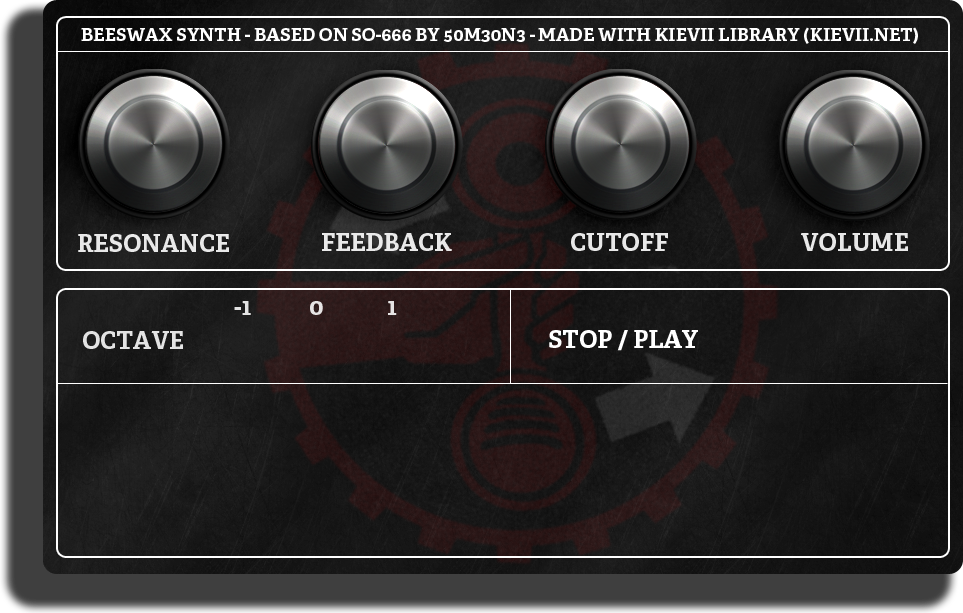 BEESWAX SYNTH - BASED ON SO-666 BY 50M30N3 - MADE WITH KIEVII LIBRARY (KIEVII.NET)
RESONANCE FEEDBACK CUTOFF VOLUME
-1 0 1
OCTAVE STOP / PLAY